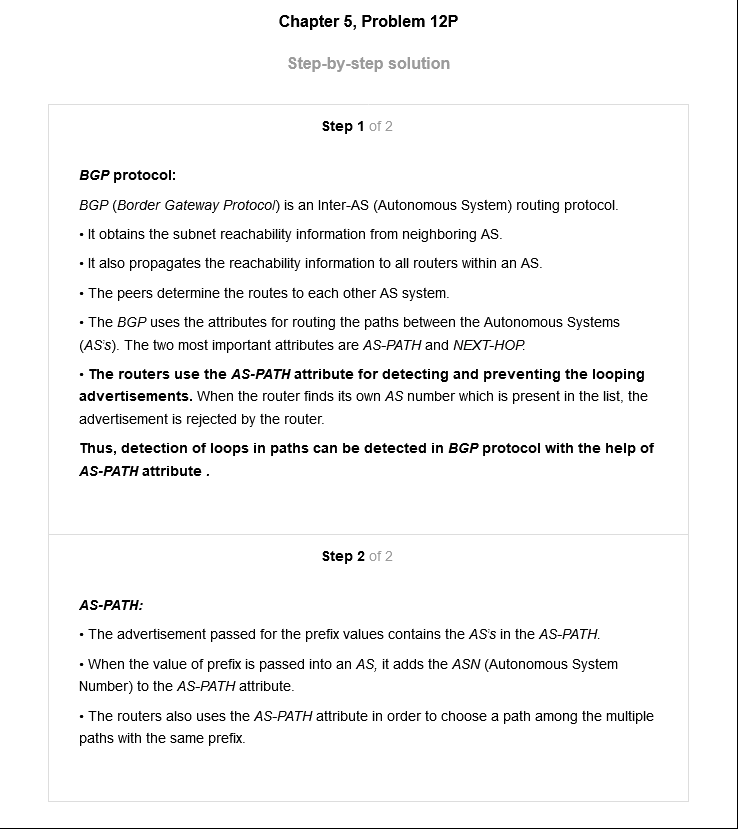 Chapter 5, Problem 12P
Step-by-step solution
Step 1 of 2
BGP protocol:
BGP (Border Gateway Protocol) is an Inter-AS (Autonomous System) routing protocol.
• It obtains the subnet reachability information from neighboring AS.
• It also propagates the reachability information to all routers within an AS.
• The peers determine the routes to each other AS system.
• The BGP uses the attributes for routing the paths between the Autonomous Systems
(AS's). The two most important attributes are AS-PATH and NEXT-HOP.
• The routers use the AS-PATH attribute for detecting and preventing the looping
advertisements. When the router finds its own AS number which is present in the list, the
advertisement is rejected by the router.
Thus, detection of loops in paths can be detected in BGP protocol with the help of
AS-PATH attribute .
Step 2 of 2
AS-PATH:
• The advertisement passed for the prefix values contains the AS's in the AS-PATH.
• When the value of prefix is passed into an AS, it adds the ASN (Autonomous System
Number) to the AS-PATH attribute.
• The routers also uses the AS-PATH attribute in order to choose a path among the multiple
paths with the same prefix.